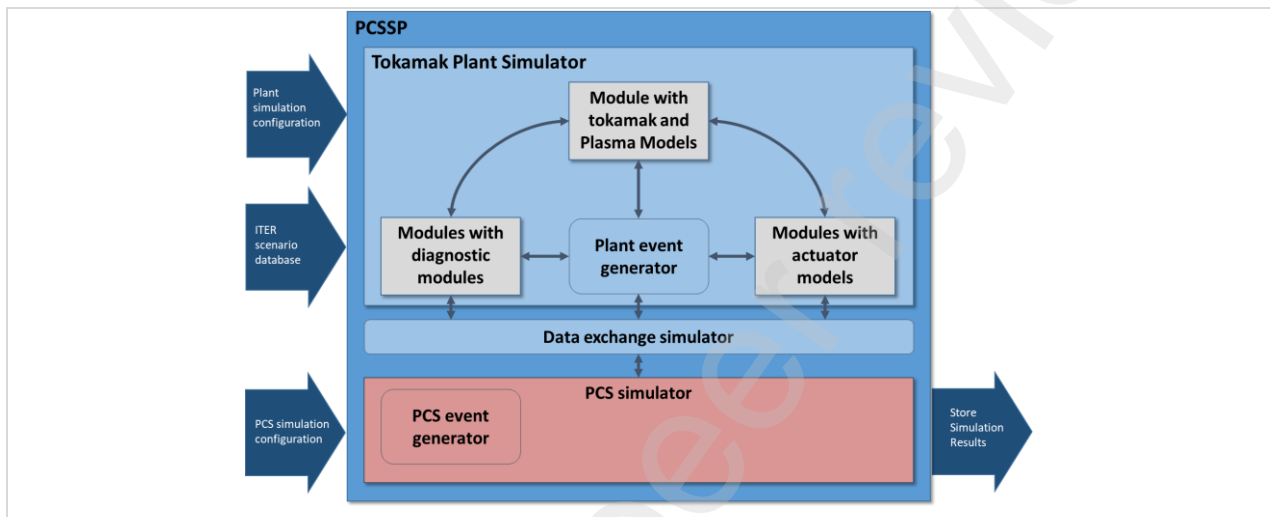 PCSSP
Tokamak Plant Simulator
Plant
simulation
configuration
Module with
tokamak and
Plasma Models
ITER
scenario
database
Modules with
diagnostic
modules
Plant event
generator
Modules with
actuator
models
Data exchange simulator
PCS simulator
PCS simulation
configuration
PCS event
generator
Store
Simulation
Results
eer review